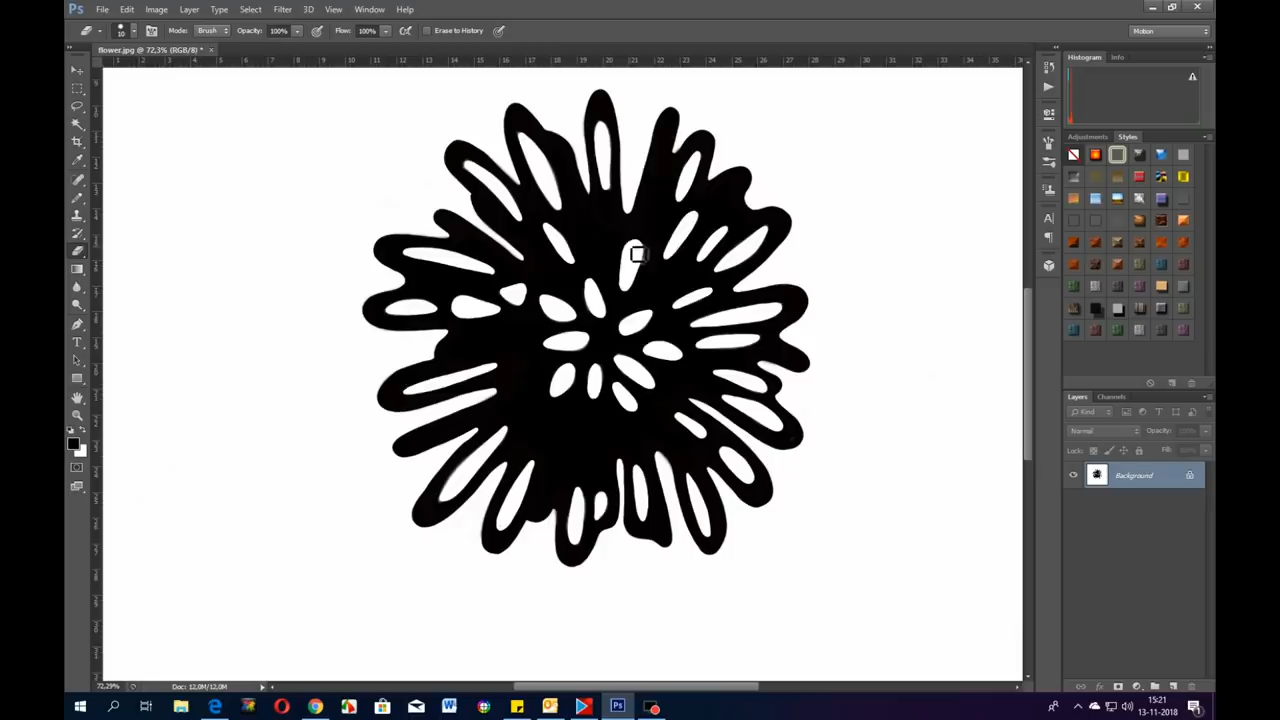 Ps File Edit Image Layer Type Select Filter 3D View Window Help
10 Mode: Brush Opacity: 100% Flow: 100% Erase to History Motion
flower.jpg @ 72,3% (RGB/8) * ×
Histogram Info
Adjustments Styles
Layers Channels
Kind
Normal Opacity:
Lock: Fill:
Background
72,29% Doc: 12,0M/12,0M
15:21
13-11-2018